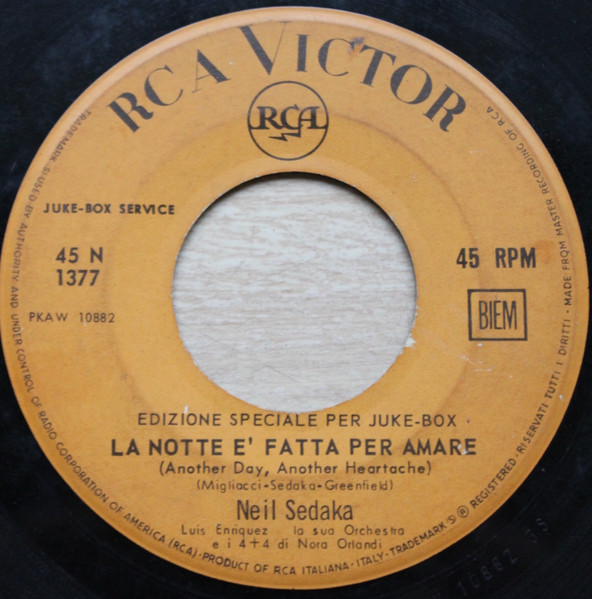 RCA VICTOR
RCA
JUKE-BOX SERVICE
45 N
1377
PKAW 10882
45 RPM
BIEM
EDIZIONE SPECIALE PER JUKE-BOX
LA NOTTE E' FATTA PER AMARE
(Another Day, Another Heartache)
(Migliacci-Sedaka-Greenfield)
Neil Sedaka
Luis Enriquez - la sua Orchestra
e i 4+4 di Nora Orlandi
TRADEMARK S USED BY AUTHORITY AND UNDER CONTROL OF RADIO CORPORATION OF AMERICA (RCA)·PRODUCT OF RCA ITALIANA·ITALY-TRADEMARK S ® REGISTERED· RISERVATI TUTTI I DIRITTI · MADE FROM MASTER RECORDING OF RCA
10882